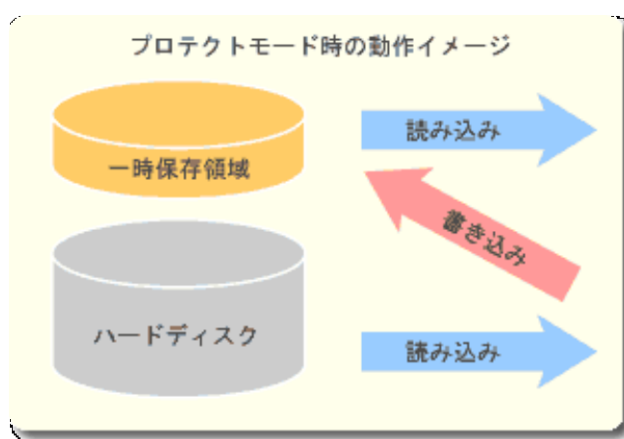 プロテクトモード時の動作イメージ
読み込み
一時保存領域
書き込み
ハードディスク
読み込み